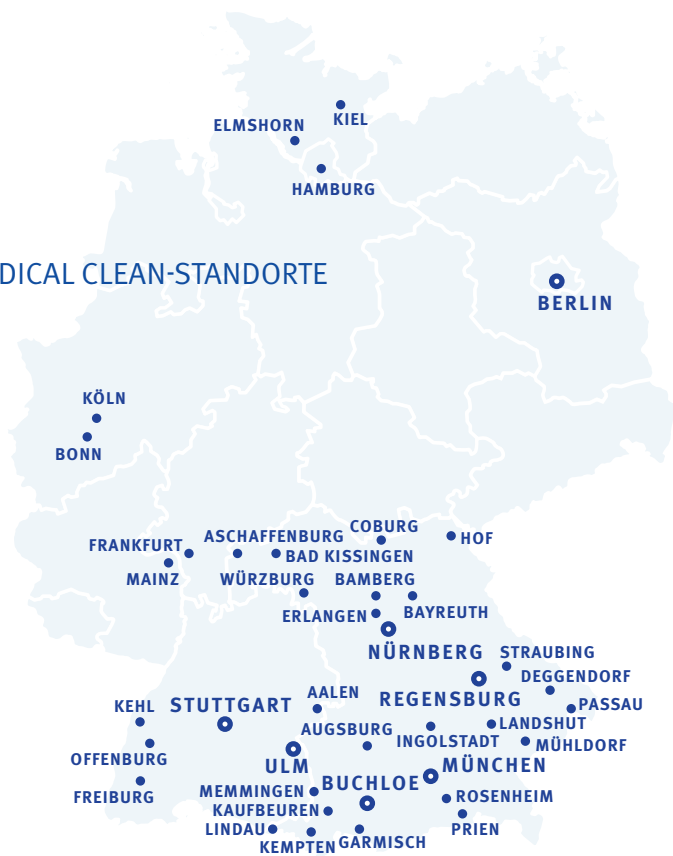 KIEL
ELMSHORN
HAMBURG
DICAL CLEAN-STANDORTE
BERLIN
KÖLN
BONN
COBURG
ASCHAFFENBURG
HOF
FRANKFURT
BAD KISSINGEN
MAINZ
WÜRZBURG
BAMBERG
ERLANGEN
BAYREUTH
NÜRNBERG
STRAUBING
DEGGENDORF
AALEN
REGENSBURG
KEHL
STUTTGART
PASSAU
LANDSHUT
AUGSBURG
INGOLSTADT
MÜHLDORF
OFFENBURG
ULM
MÜNCHEN
BUCHLOE
MEMMINGEN
FREIBURG
ROSENHEIM
KAUFBEUREN
LINDAU
PRIEN
GARMISCH
KEMPTEN